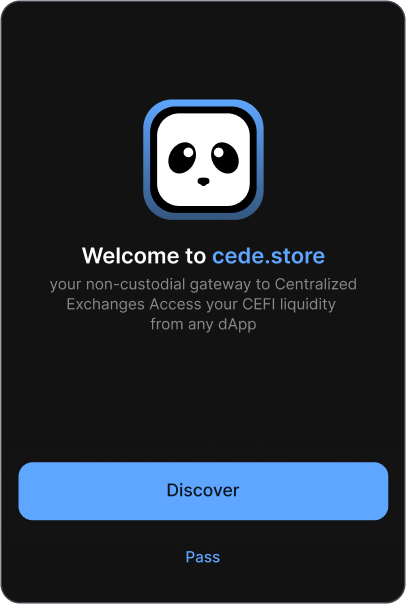 Welcome to cede.store
your non-custodial gateway to Centralized
Exchanges Access your CEFI liquidity
from any dApp
Discover
Pass